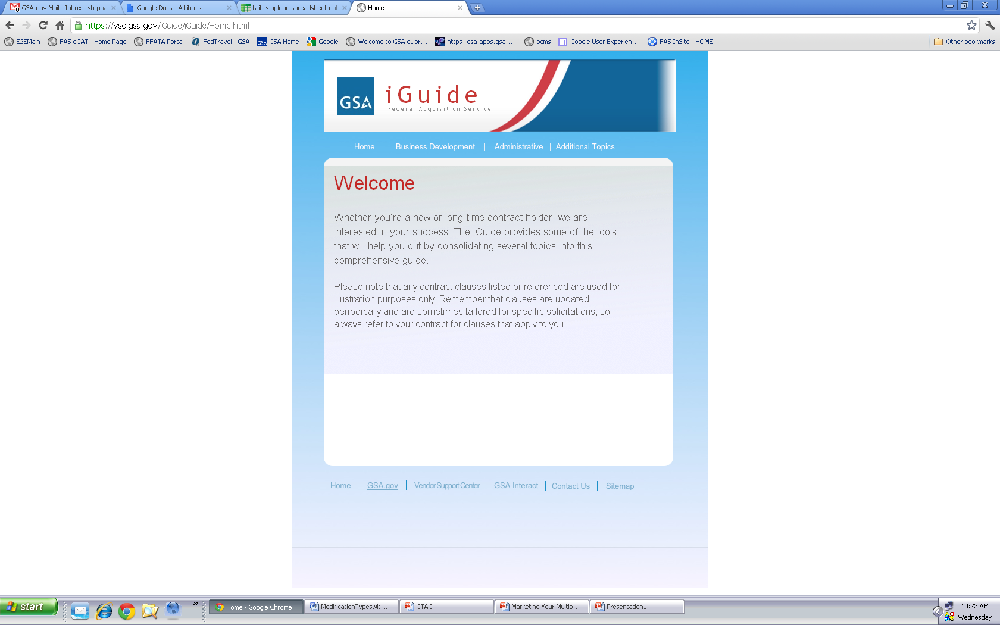 GSA.gov Mail - Inbox - stepha
Google Docs - All items
faitas upload spreadsheet dat
Home
https://vsc.gsa.gov/iGuide/iGuide/Home.html
E2EMain
FAS eCAT - Home Page
FFATA Portal
FedTravel - GSA
GSA Home
Google
Welcome to GSA eLibr...
https--gsa-apps.gsa....
ocms
Google User Experien...
FAS InSite - HOME
Other bookmarks
GSA
iGuide
Federal Acquisition Service
Home | Business Development | Administrative | Additional Topics
Welcome
Whether you're a new or long-time contract holder, we are
interested in your success. The iGuide provides some of the tools
that will help you out by consolidating several topics into this
comprehensive guide.
Please note that any contract clauses listed or referenced are used for
illustration purposes only. Remember that clauses are updated
periodically and are sometimes tailored for specific solicitations, so
always refer to your contract for clauses that apply to you.
Home | GSA.gov | Vendor Support Center | GSA Interact | Contact Us | Sitemap
start
Home - Google Chrome
ModificationTypeswit...
CTAG
Marketing Your Multip...
Presentation1
10:22 AM
Wednesday